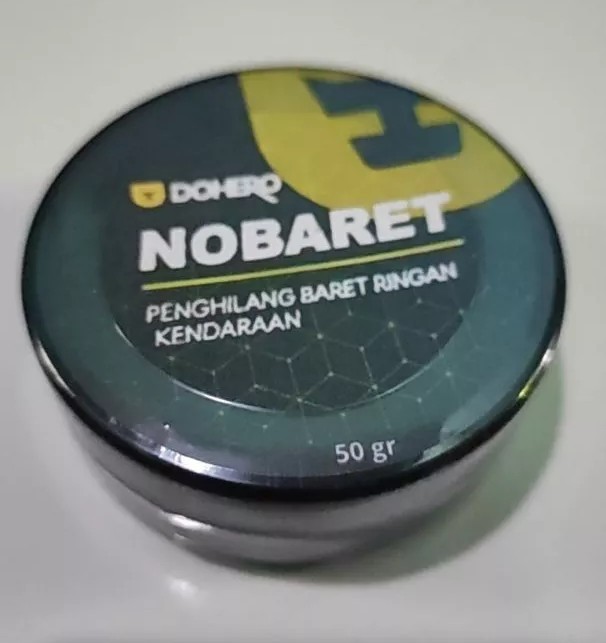 DOHERO
NOBARET
PENGHILANG BARET RINGAN
KENDARAAN
50 gr